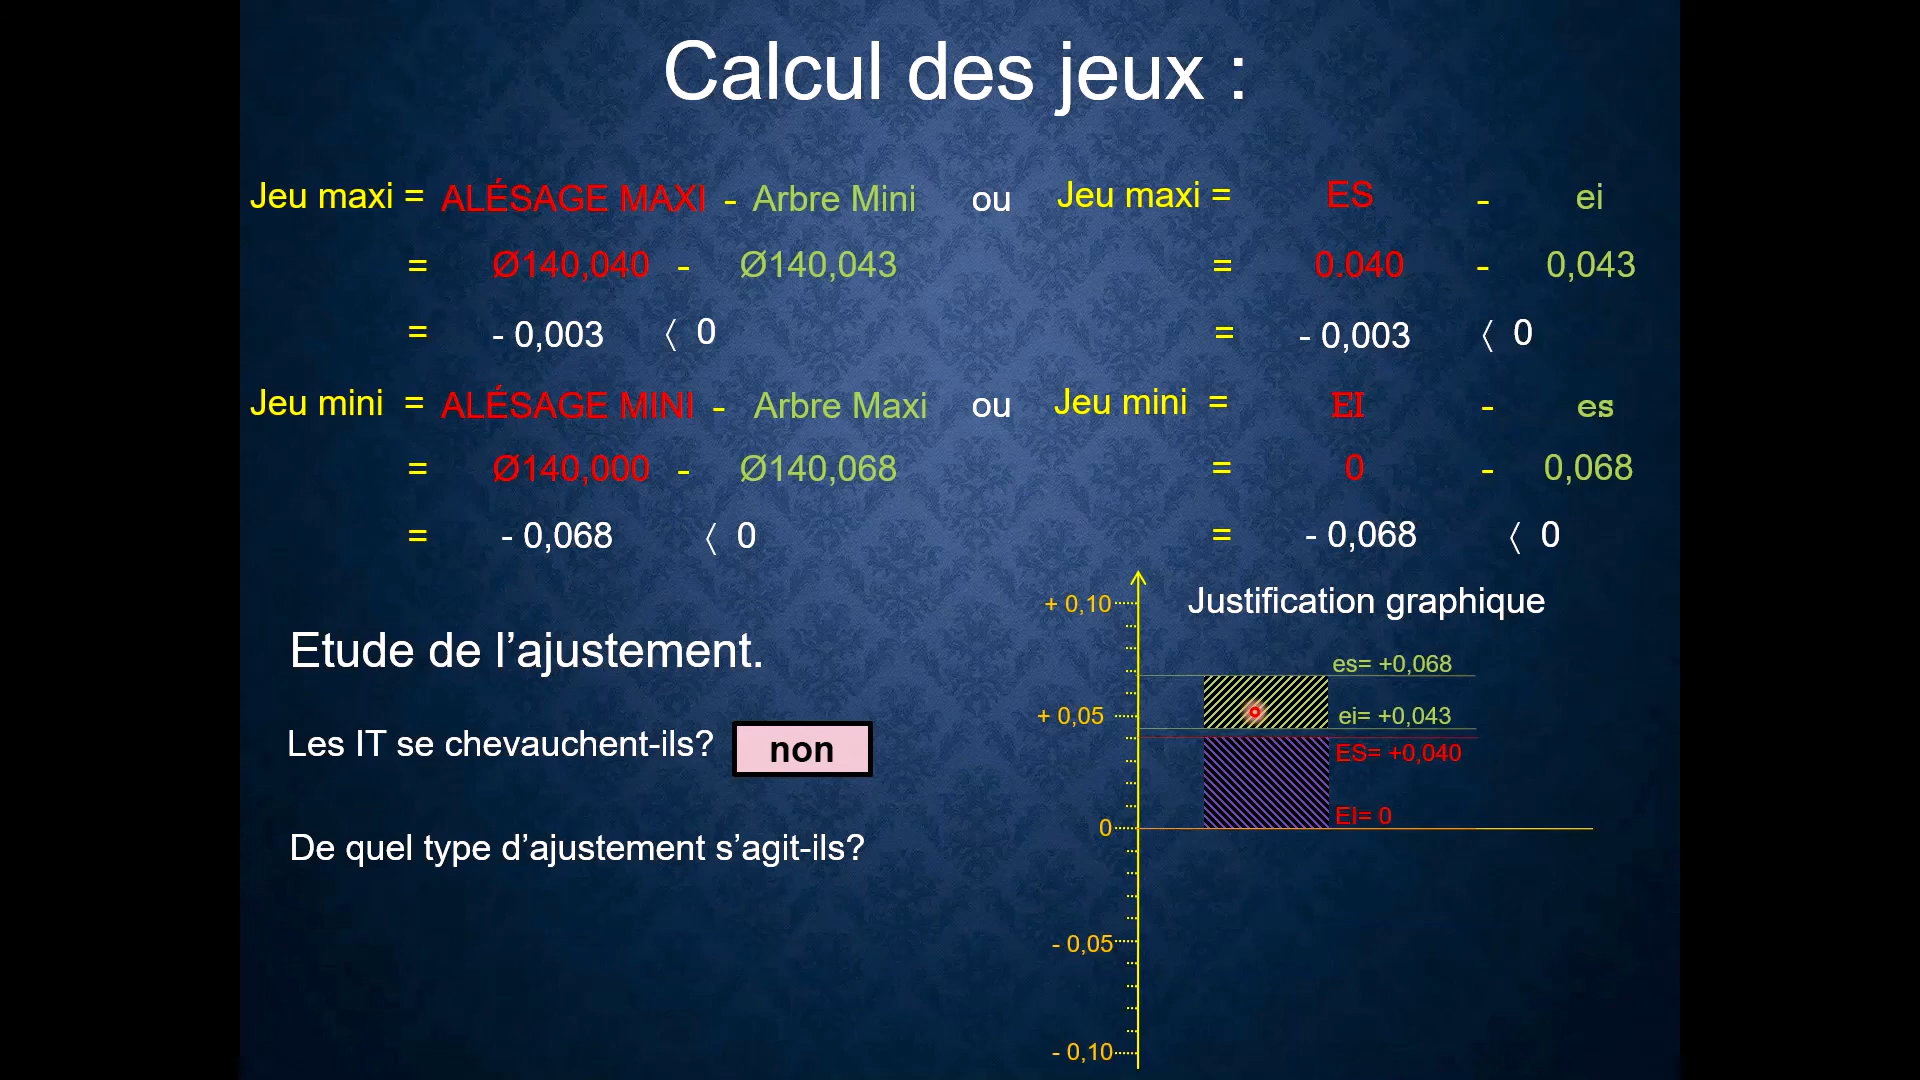 Calcul des jeux :
Jeu maxi = ALÉSAGE MAXI - Arbre Mini ou Jeu maxi = ES - ei
= Ø140,040 - Ø140,043 = 0.040 - 0,043
= - 0,003 〈 0 = - 0,003 〈 0
Jeu mini = ALÉSAGE MINI - Arbre Maxi ou Jeu mini = EI - es
= Ø140,000 - Ø140,068 = 0 - 0,068
= - 0,068 〈 0 = - 0,068 〈 0
Etude de l’ajustement.
Les IT se chevauchent-ils? non
De quel type d’ajustement s’agit-ils?
Justification graphique
+ 0,10
es= +0,068
+ 0,05
ei= +0,043
ES= +0,040
EI= 0
0
- 0,05
- 0,10